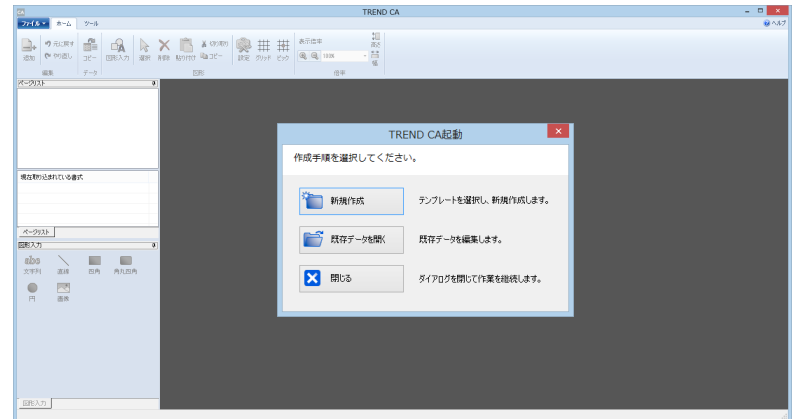 TREND CA
ファイル ホーム ツール ヘルプ
追加 元に戻す やり直し コピー 図形入力 選択 削除 貼り付け 切り取り コピー 設定 グリッド ピック 表示倍率 100% 高さ 幅
編集 データ 図形 倍率
ページリスト
現在取り込まれている書式
ページリスト
図形入力
abc
文字列 直線 四角 角丸四角
円 画像
図形入力
TREND CA起動
作成手順を選択してください。
新規作成 テンプレートを選択し、新規作成します。
既存データを開く 既存データを編集します。
閉じる ダイアログを閉じて作業を継続します。